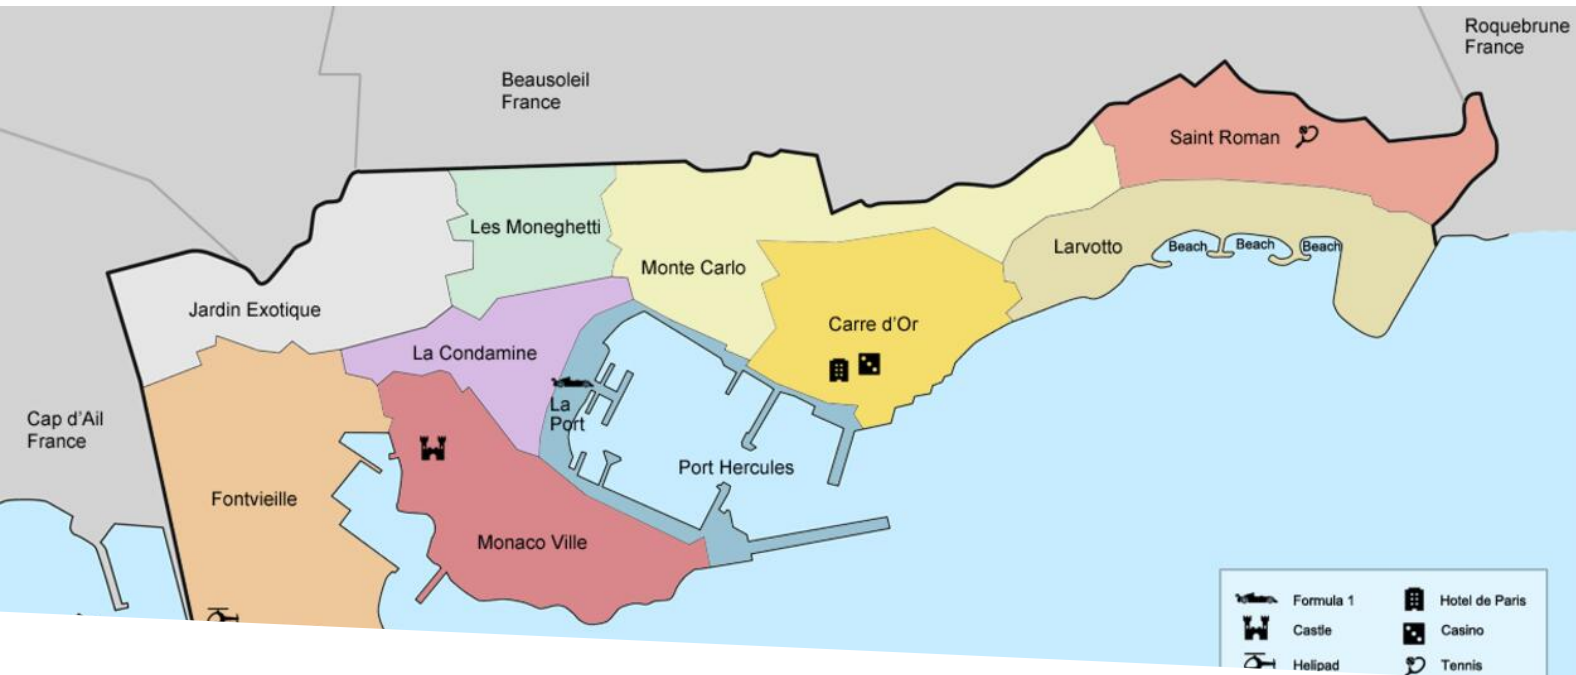 Roquebrune
France
Beausoleil
France
Saint Roman
Les Moneghetti
Larvotto
Beach
Beach
Beach
Monte Carlo
Jardin Exotique
Carre d'Or
La Condamine
La
Port
Cap d'Ail
France
Port Hercules
Fontvieille
Monaco Ville
Formula 1
Hotel de Paris
Castle
Casino
Helipad
Tennis